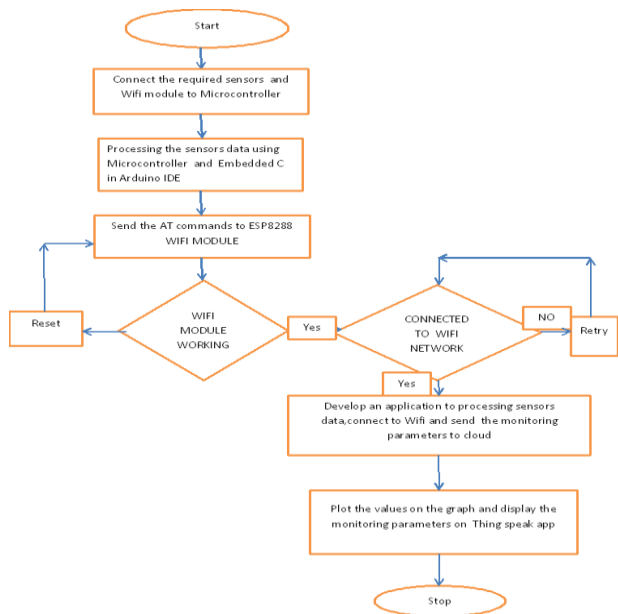 Start
Connect the required sensors and
Wifi module to Microcontroller
Processing the sensors data using
Microcontroller and Embedded C
in Arduino IDE
Send the AT commands to ESP8288
WIFI MODULE
WIFI
MODULE
WORKING
Reset
Yes
CONNECTED
TO WIFI
NETWORK
NO
Retry
Yes
Develop an application to processing sensors
data,connect to Wifi and send the monitoring
parameters to cloud
Plot the values on the graph and display the
monitoring parameters on Thing speak app
Stop